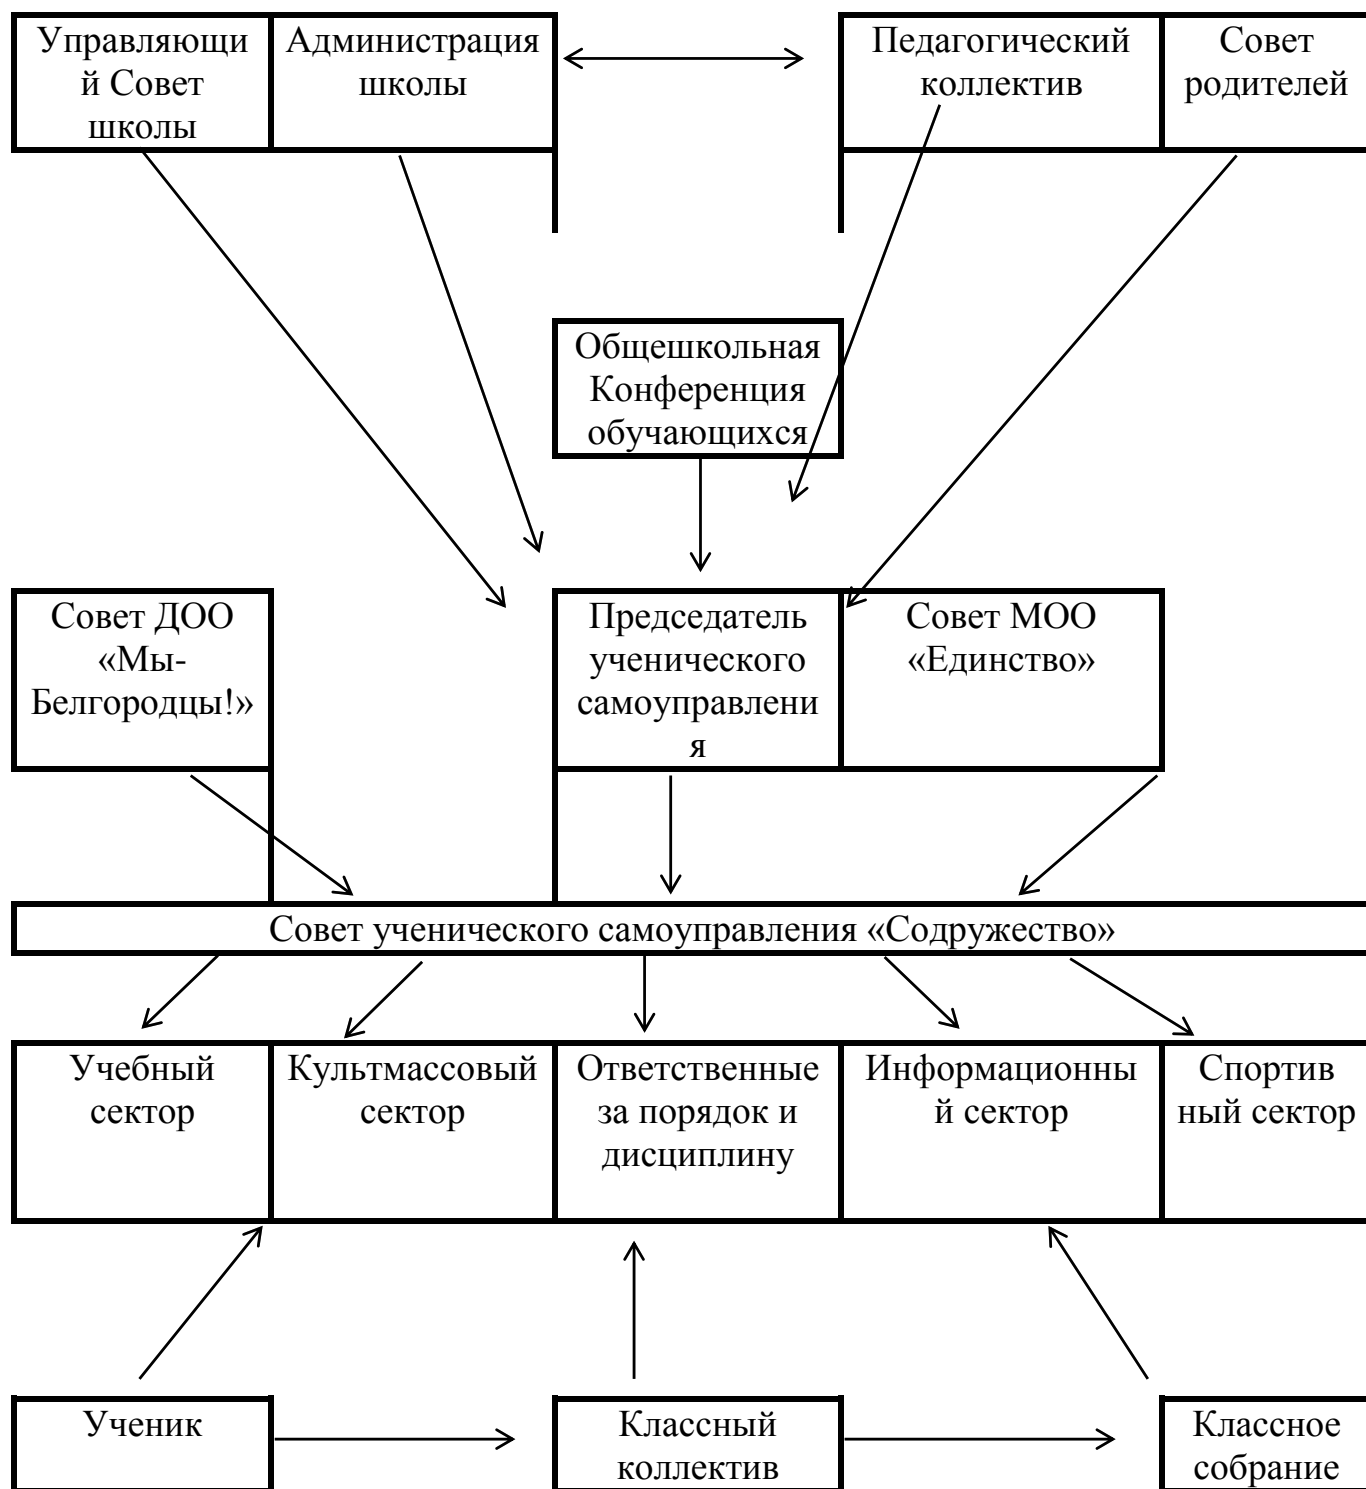 Управляющи
й Совет
школы
Администрация
школы
Педагогический
коллектив
Совет
родителей
Общешкольная
Конференция
обучающихся
Совет ДОО
«Мы-
Белгородцы!»
Председатель
ученического
самоуправлени
я
Совет МОО
«Единство»
Совет ученического самоуправления «Содружество»
Учебный
сектор
Культмассовый
сектор
Ответственные
за порядок и
дисциплину
Информационны
й сектор
Спортив
ный сектор
Ученик
Классный
коллектив
Классное
собрание